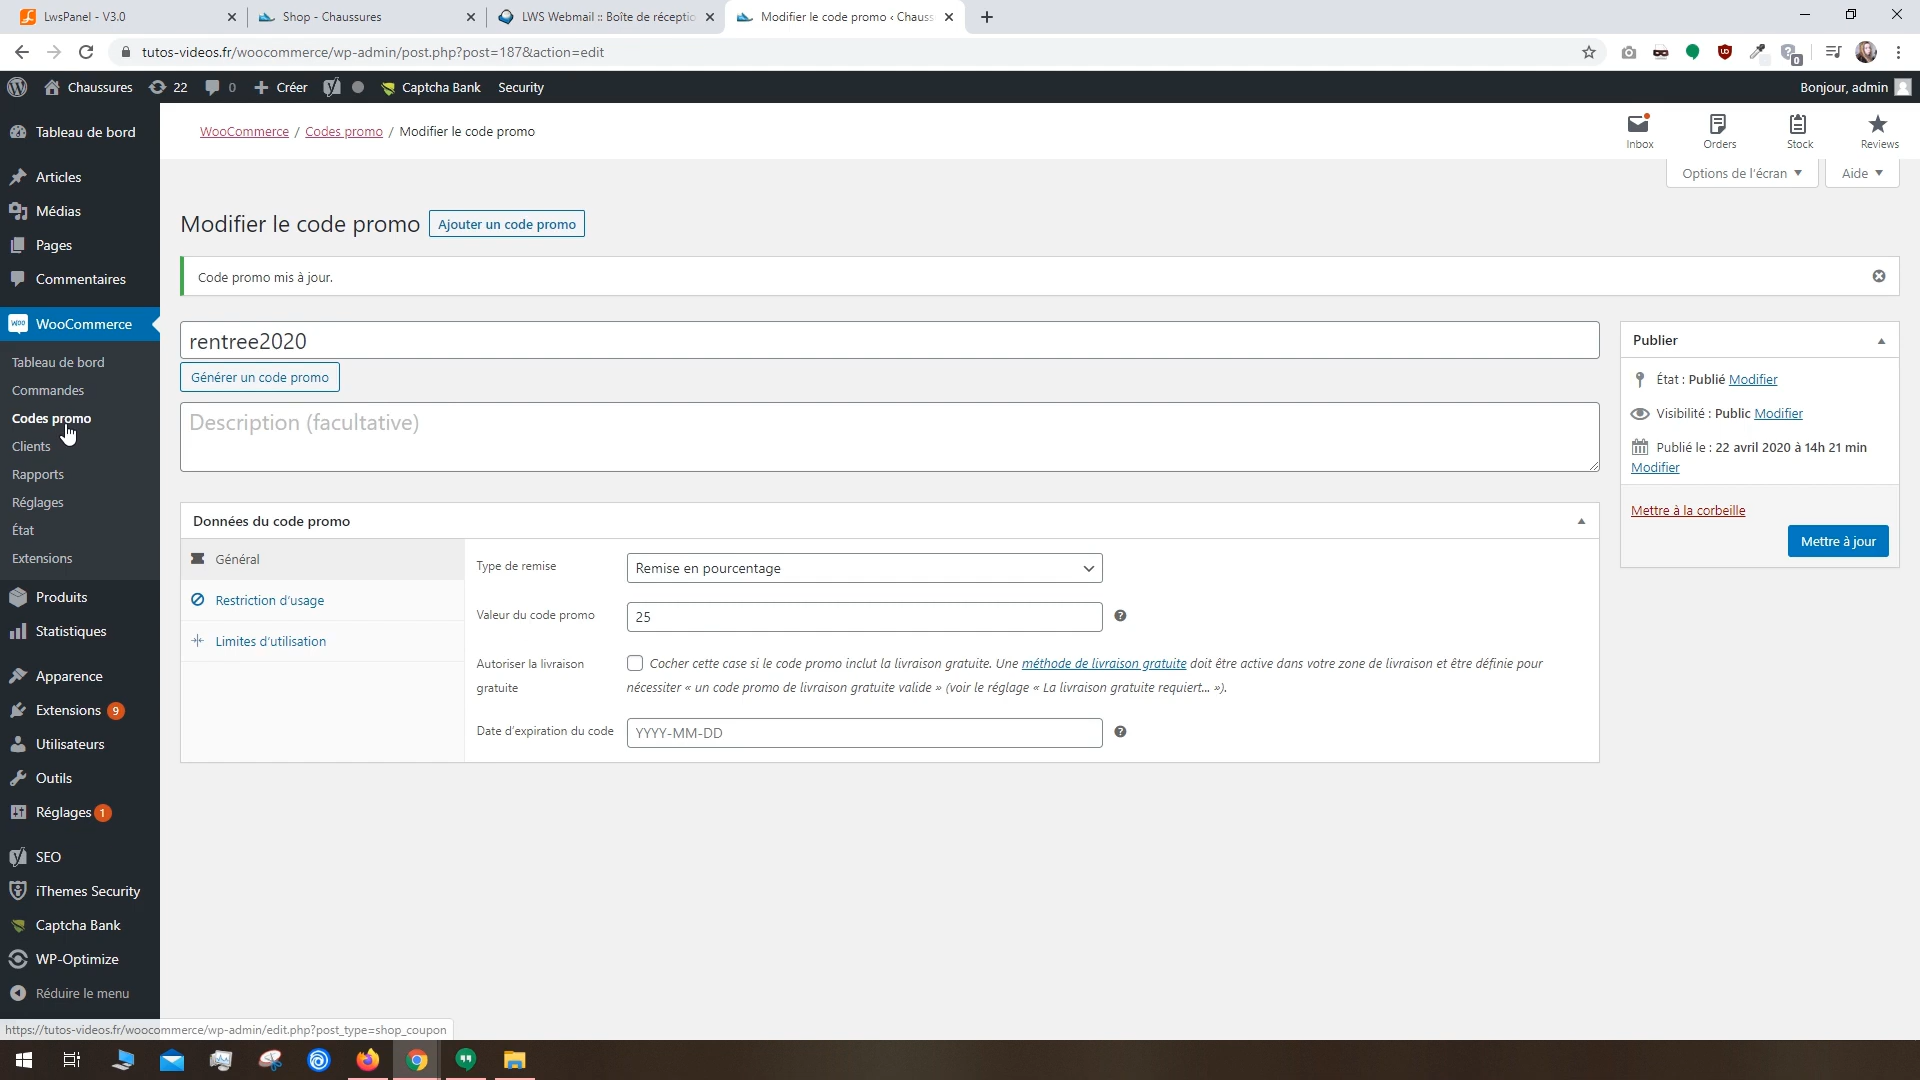 LwsPanel - V3.0
Shop - Chaussures
LWS Webmail :: Boîte de réceptio
Modifier le code promo ‹ Chauss
tutos-videos.fr/woocommerce/wp-admin/post.php?post=187&action=edit
0
Chaussures
22
0
Créer
Captcha Bank
Security
Bonjour, admin
Tableau de bord
Articles
Médias
Pages
Commentaires
WooCommerce
Tableau de bord
Commandes
Codes promo
Clients
Rapports
Réglages
État
Extensions
Produits
Statistiques
Apparence
Extensions 9
Utilisateurs
Outils
Réglages 1
SEO
iThemes Security
Captcha Bank
WP-Optimize
Réduire le menu
WooCommerce / Codes promo / Modifier le code promo
Inbox
Orders
Stock
Reviews
Options de l'écran
Aide
Modifier le code promo
Ajouter un code promo
Code promo mis à jour.
rentree2020
Générer un code promo
Description (facultative)
Données du code promo
Général
Restriction d'usage
Limites d'utilisation
Type de remise
Remise en pourcentage
Valeur du code promo
25
Autoriser la livraison
gratuite
Cocher cette case si le code promo inclut la livraison gratuite. Une méthode de livraison gratuite doit être active dans votre zone de livraison et être définie pour
nécessiter « un code promo de livraison gratuite valide » (voir le réglage « La livraison gratuite requiert... »).
Date d'expiration du code
YYYY-MM-DD
Publier
État : Publié Modifier
Visibilité : Public Modifier
Publié le : 22 avril 2020 à 14h 21 min
Modifier
Mettre à la corbeille
Mettre à jour
https://tutos-videos.fr/woocommerce/wp-admin/edit.php?post_type=shop_coupon